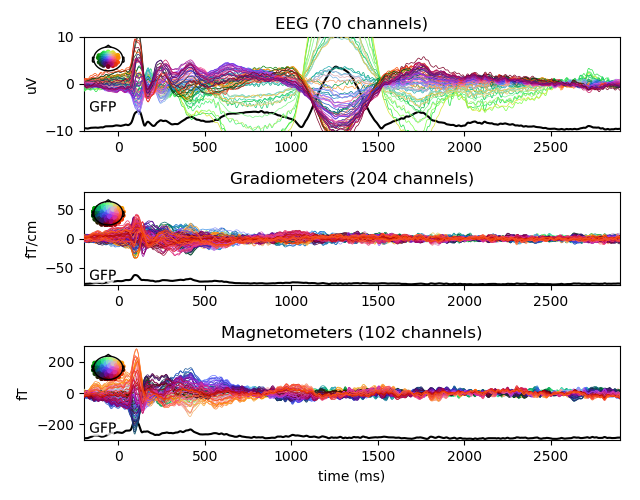 EEG (70 channels)
10
0
−10
uV
GFP
0 500 1000 1500 2000 2500
Gradiometers (204 channels)
50
0
−50
fT/cm
GFP
0 500 1000 1500 2000 2500
Magnetometers (102 channels)
200
0
−200
fT
GFP
0 500 1000 1500 2000 2500
time (ms)